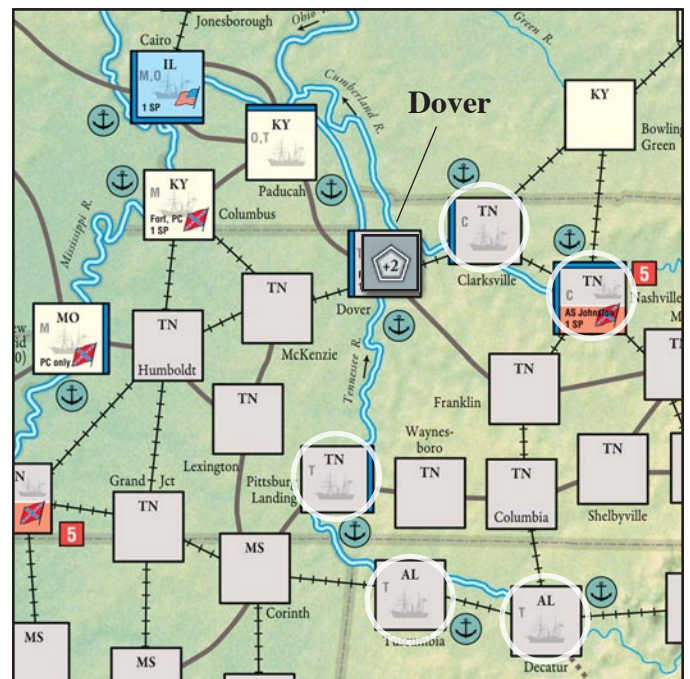 Jonesborough
Ohio R.
Green R.
Cairo
IL
M,O
1 SP
Cumberland R.
Dover
KY
KY
O,T
Bowling
Green
Paducah
KY
M
Fort, PC
1 SP
Columbus
Mississippi R.
TN
C
Clarksville
+2
Dover
TN
C
AS Johnston
1 SP
5
Nashville
MO
M
PC only
TN
Humboldt
TN
McKenzie
Tennessee R.
TN
Franklin
TN
Lexington
Waynes-
boro
TN
TN
Columbia
TN
Shelbyville
Pittsburg
Landing
TN
T
Grand Jct
TN
5
MS
Corinth
AL
T
Tuscumbia
AL
T
Decatur
MS
MS